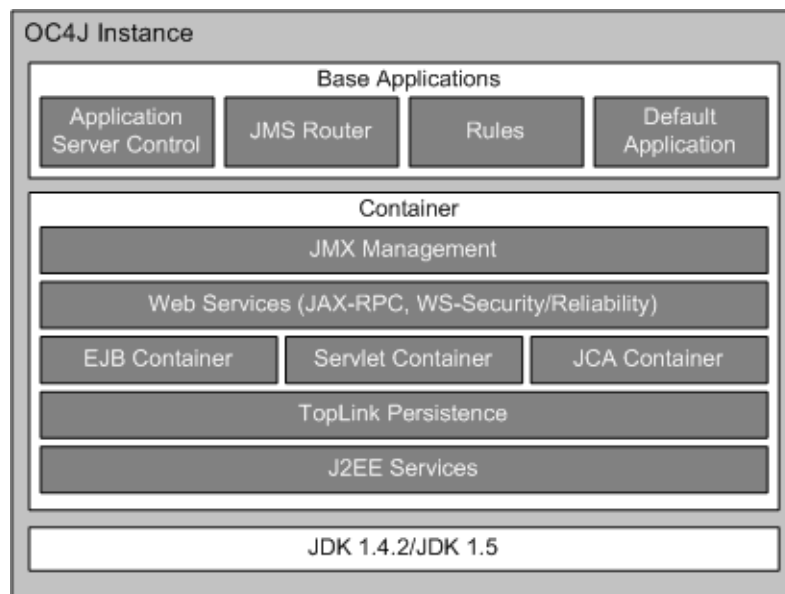 OC4J Instance
Base Applications
Application
Server Control
JMS Router
Rules
Default
Application
Container
JMX Management
Web Services (JAX-RPC, WS-Security/Reliability)
EJB Container
Servlet Container
JCA Container
TopLink Persistence
J2EE Services
JDK 1.4.2/JDK 1.5